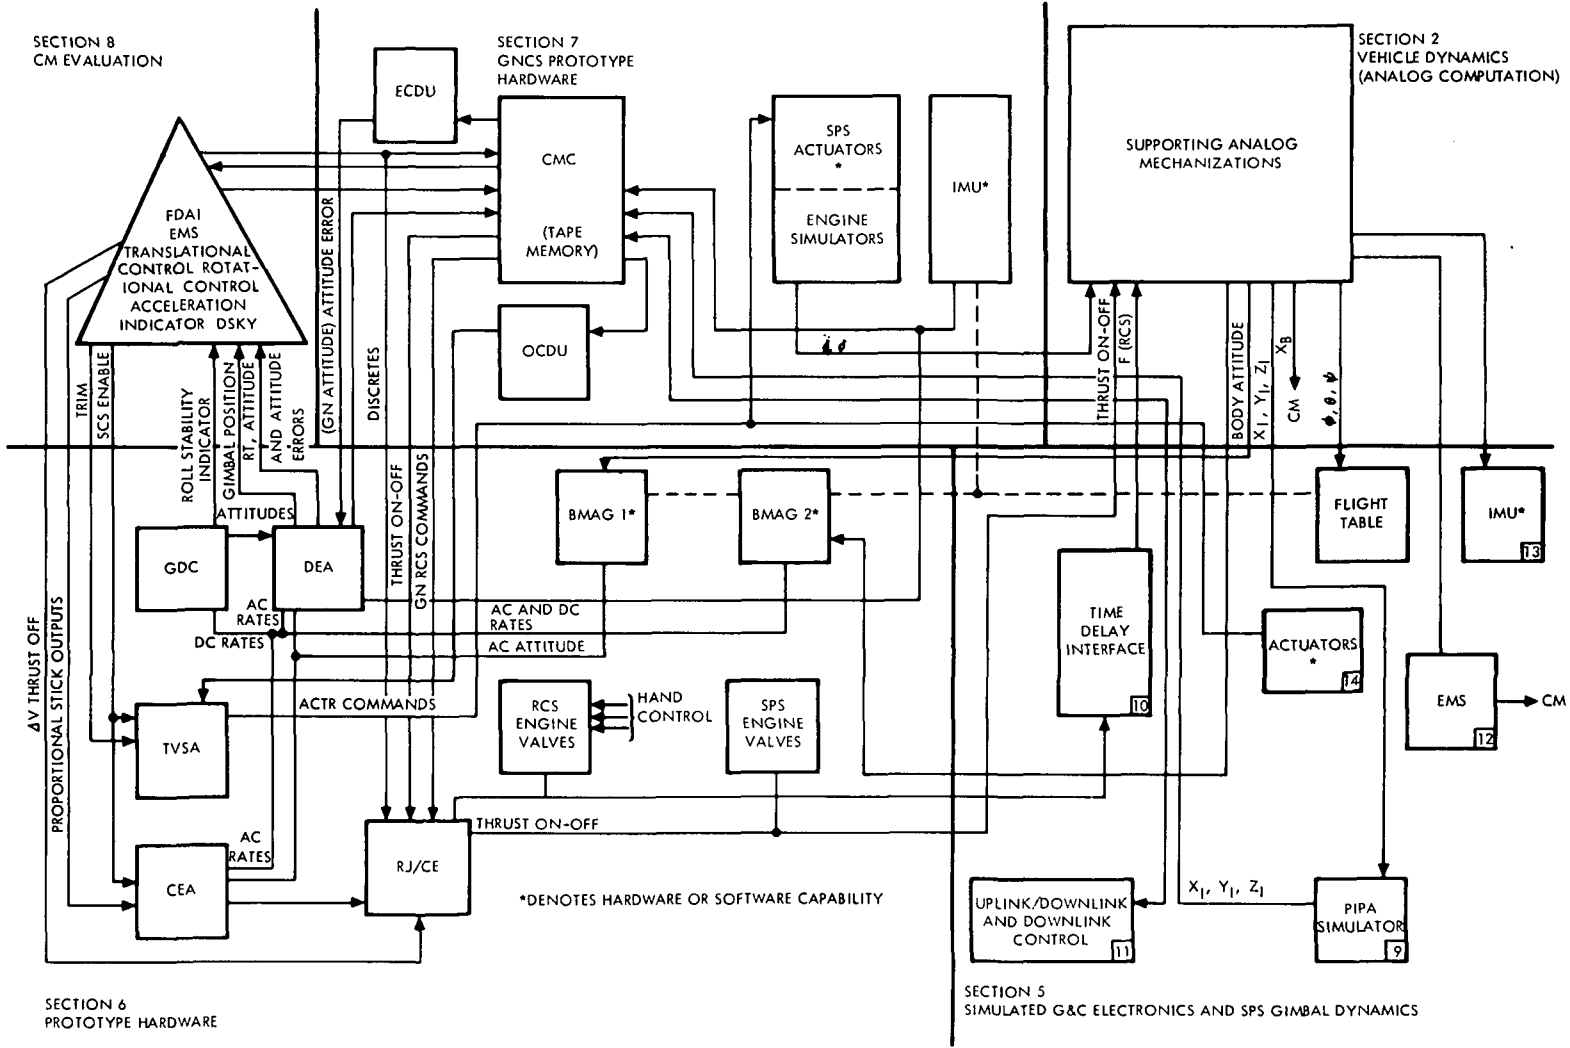 SECTION 8
CM EVALUATION
SECTION 7
GNCS PROTOTYPE
HARDWARE
SECTION 2
VEHICLE DYNAMICS
(ANALOG COMPUTATION)
ECDU
CMC
(TAPE
MEMORY)
SPS
ACTUATORS
*
ENGINE
SIMULATORS
IMU*
SUPPORTING ANALOG
MECHANIZATIONS
FDAI
EMS
TRANSLATIONAL
CONTROL ROTAT-
IONAL CONTROL
ACCELERATION
INDICATOR DSKY
OCDU
(GN ATTITUDE) ATTITUDE ERROR
DISCRETES
TRIM
SCS ENABLE
ROLL STABILITY
INDICATOR
GIMBAL POSITION
RT, ATTITUDE
AND ATTITUDE
ERRORS
THRUST ON-OFF
F (RCS)
BODY ATTITUDE
X₁, Y₁, Z₁
X_B
CM
ϕ, θ, ψ
THRUST ON-OFF
GN RCS COMMANDS
ATTITUDES
GDC
DEA
BMAG 1*
BMAG 2*
FLIGHT
TABLE
IMU*
13
AC
RATES
DC RATES
AC AND DC
RATES
AC ATTITUDE
TIME
DELAY
INTERFACE
10
ACTUATORS
*
14
EMS
12
CM
ΔV THRUST OFF
PROPORTIONAL STICK OUTPUTS
ACTR COMMANDS
TVSA
RCS
ENGINE
VALVES
HAND
CONTROL
SPS
ENGINE
VALVES
THRUST ON-OFF
AC
RATES
CEA
RJ/CE
*DENOTES HARDWARE OR SOFTWARE CAPABILITY
UPLINK/DOWNLINK
AND DOWNLINK
CONTROL
11
X₁, Y₁, Z₁
PIPA
SIMULATOR
9
SECTION 6
PROTOTYPE HARDWARE
SECTION 5
SIMULATED G&C ELECTRONICS AND SPS GIMBAL DYNAMICS